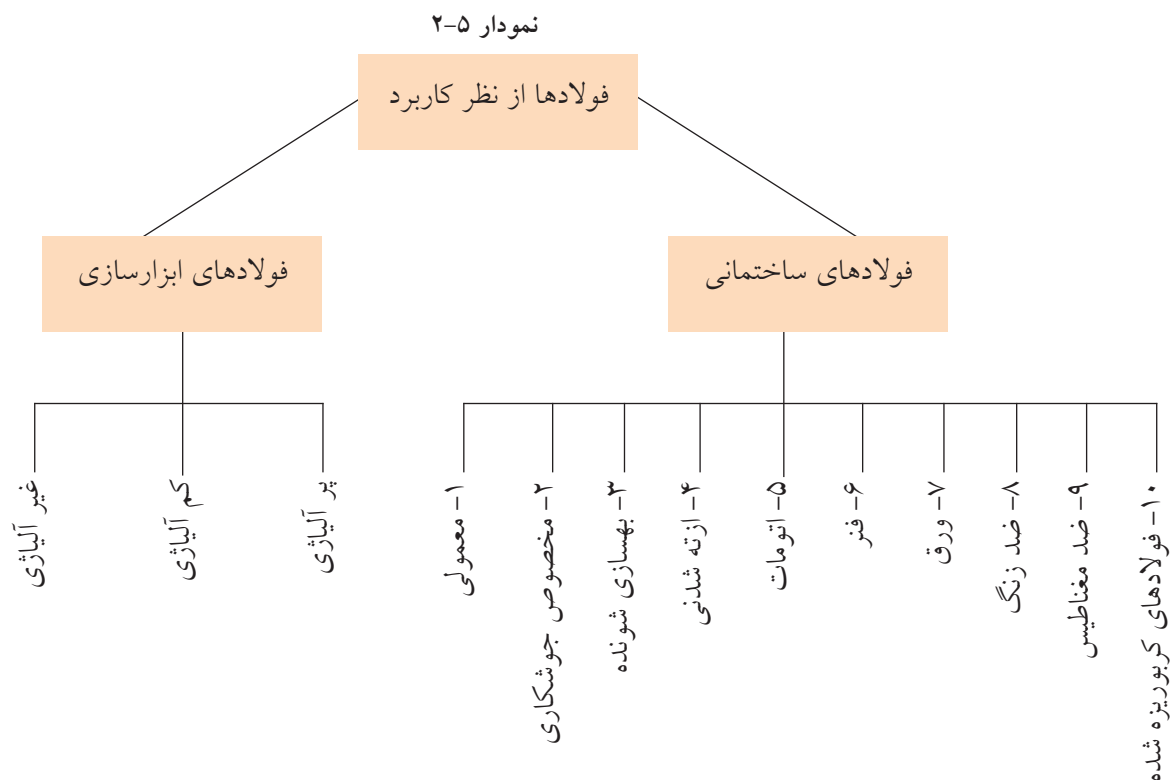 نمودار ۵-۲
فولادها از نظر کاربرد
فولادهای ساختمانی
فولادهای ابزارسازی
۱- معمولی
۲- مخصوص جوشکاری
۳- بهسازی شونده
۴- ازته شدنی
۵- اتومات
۶- فنر
۷- ورق
۸- ضد زنگ
۹- ضد مغناطیس
۱۰- فولادهای کربوریزه شده
پر آلیاژی
کم آلیاژی
غیر آلیاژی